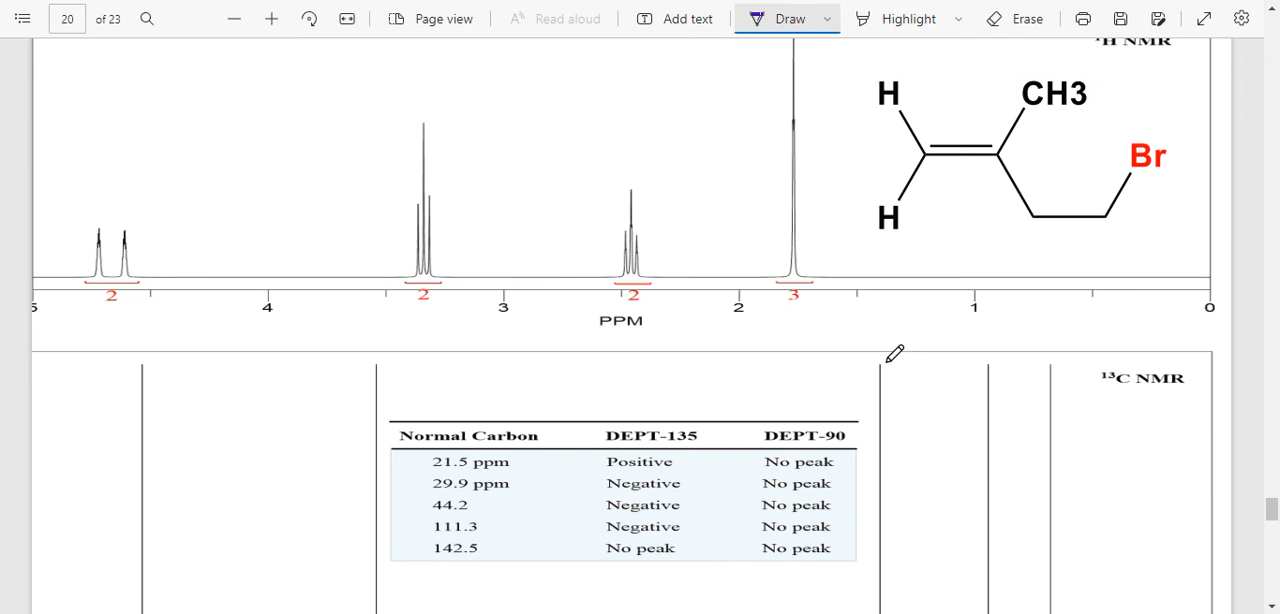 20 of 23 Page view Read aloud Add text Draw Highlight Erase
¹H NMR
H CH3
Br
H
2 2 2 3
5 4 3 2 1 0
PPM
¹³C NMR
Normal Carbon DEPT-135 DEPT-90
21.5 ppm Positive No peak
29.9 ppm Negative No peak
44.2 Negative No peak
111.3 Negative No peak
142.5 No peak No peak